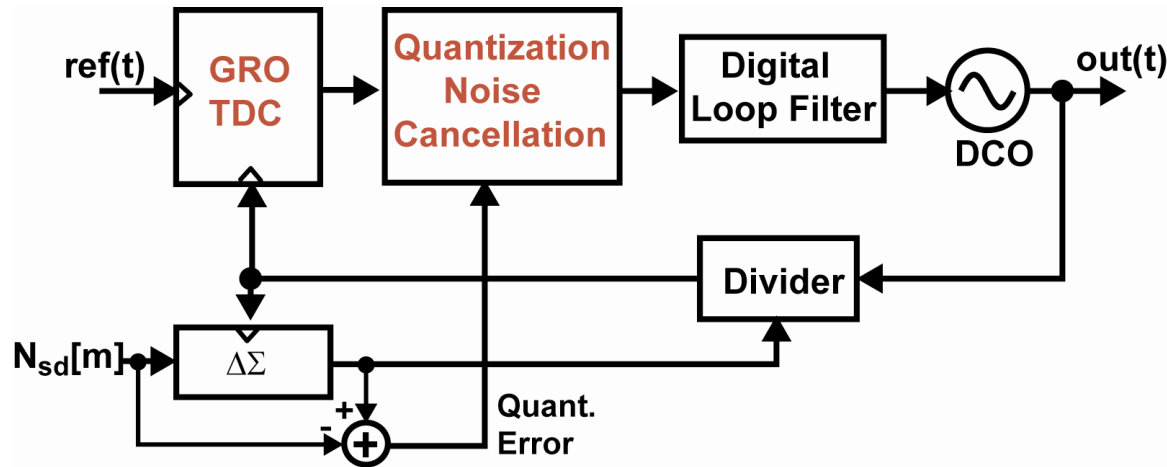 ref(t)
GRO
TDC
Quantization
Noise
Cancellation
Digital
Loop Filter
DCO
out(t)
Divider
N_sd[m]
ΔΣ
+
-
+
Quant.
Error